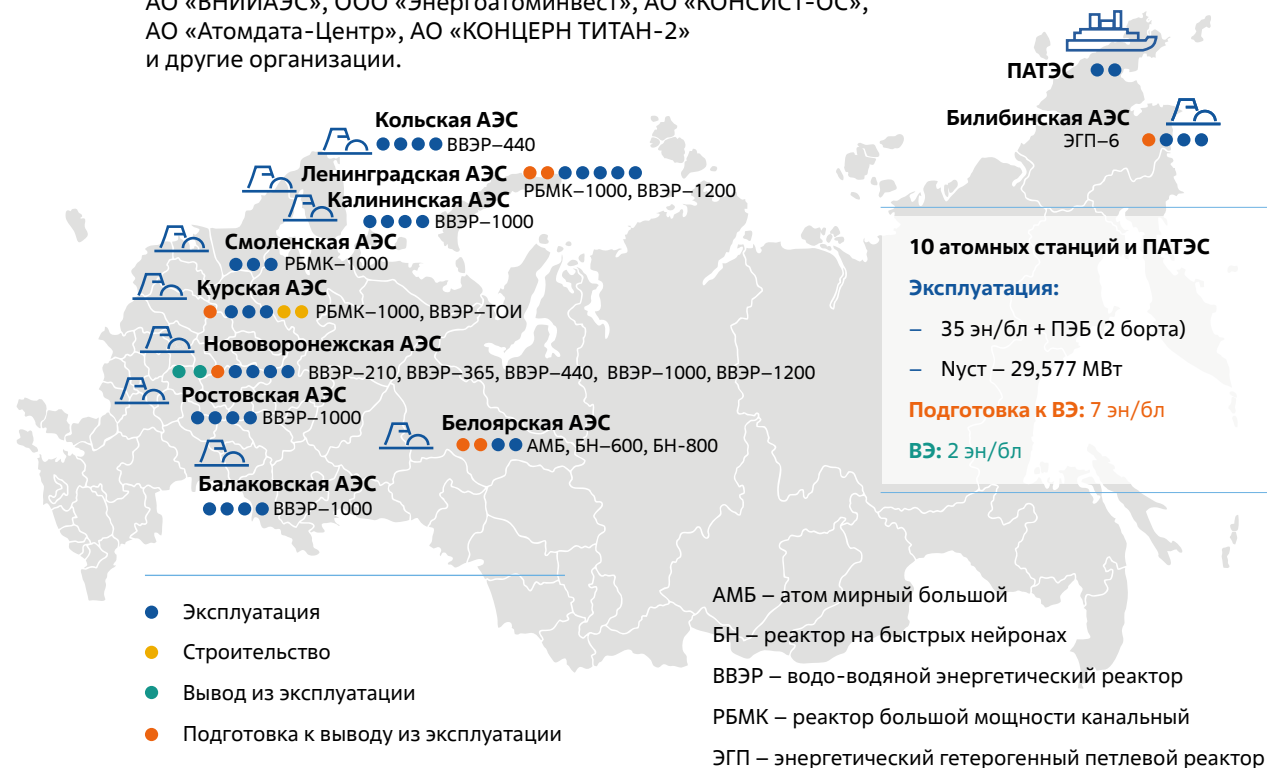 АО «ВНИИАЭС», ООО «Энергоатоминвест», АО «КОНСИСТ-ОС»,
АО «Атомдата-Центр», АО «КОНЦЕРН ТИТАН-2»
и другие организации.
ПАТЭС
Билибинская АЭС
ЭГП–6
Кольская АЭС
ВВЭР–440
Ленинградская АЭС
РБМК–1000, ВВЭР–1200
Калининская АЭС
ВВЭР–1000
Смоленская АЭС
РБМК–1000
Курская АЭС
РБМК–1000, ВВЭР–ТОИ
Нововоронежская АЭС
ВВЭР–210, ВВЭР–365, ВВЭР–440, ВВЭР–1000, ВВЭР–1200
Ростовская АЭС
ВВЭР–1000
Белоярская АЭС
АМБ, БН–600, БН-800
Балаковская АЭС
ВВЭР–1000
10 атомных станций и ПАТЭС
Эксплуатация:
– 35 эн/бл + ПЭБ (2 борта)
– Nуст – 29,577 МВт
Подготовка к ВЭ: 7 эн/бл
ВЭ: 2 эн/бл
Эксплуатация
Строительство
Вывод из эксплуатации
Подготовка к выводу из эксплуатации
АМБ – атом мирный большой
БН – реактор на быстрых нейронах
ВВЭР – водо-водяной энергетический реактор
РБМК – реактор большой мощности канальный
ЭГП – энергетический гетерогенный петлевой реактор